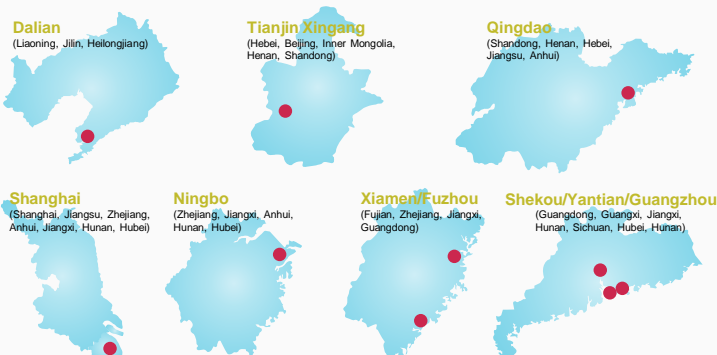 Dalian
(Liaoning, Jilin, Heilongjiang)
Tianjin Xingang
(Hebei, Beijing, Inner Mongolia,
Henan, Shandong)
Qingdao
(Shandong, Henan, Hebei,
Jiangsu, Anhui)
Shanghai
(Shanghai, Jiangsu, Zhejiang,
Anhui, Jiangxi, Hunan, Hubei)
Ningbo
(Zhejiang, Jiangxi, Anhui,
Hunan, Hubei)
Xiamen/Fuzhou
(Fujian, Zhejiang, Jiangxi,
Guangdong)
Shekou/Yantian/Guangzhou
(Guangdong, Guangxi, Jiangxi,
Hunan, Sichuan, Hubei, Hunan)